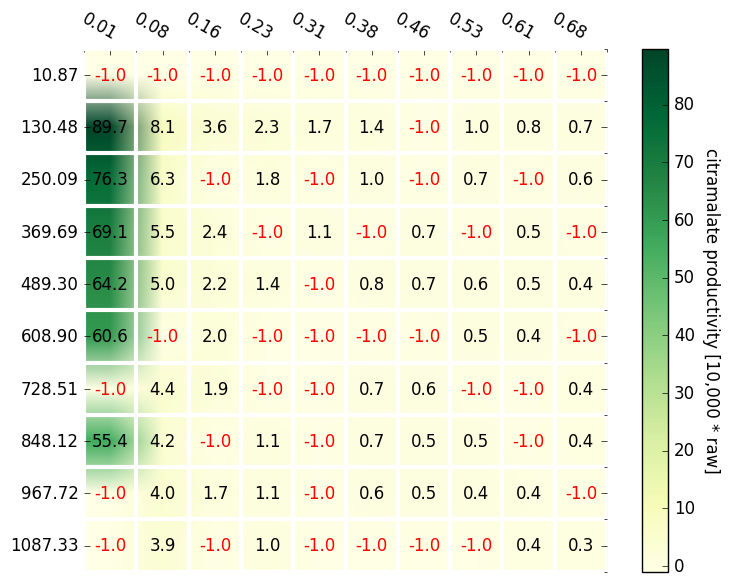 0.01 0.08 0.16 0.23 0.31 0.38 0.46 0.53 0.61 0.68
10.87 -1.0 -1.0 -1.0 -1.0 -1.0 -1.0 -1.0 -1.0 -1.0 -1.0
130.48 89.7 8.1 3.6 2.3 1.7 1.4 -1.0 1.0 0.8 0.7
250.09 76.3 6.3 -1.0 1.8 -1.0 1.0 -1.0 0.7 -1.0 0.6
369.69 69.1 5.5 2.4 -1.0 1.1 -1.0 0.7 -1.0 0.5 -1.0
489.30 64.2 5.0 2.2 1.4 -1.0 0.8 0.7 0.6 0.5 0.4
608.90 60.6 -1.0 2.0 -1.0 -1.0 -1.0 -1.0 0.5 0.4 -1.0
728.51 -1.0 4.4 1.9 -1.0 -1.0 0.7 0.6 -1.0 -1.0 0.4
848.12 55.4 4.2 -1.0 1.1 -1.0 0.7 0.5 0.5 -1.0 0.4
967.72 -1.0 4.0 1.7 1.1 -1.0 0.6 0.5 0.4 0.4 -1.0
1087.33 -1.0 3.9 -1.0 1.0 -1.0 -1.0 -1.0 -1.0 0.4 0.3
80
70
60
50
40
30
20
10
0
citramalate productivity [10,000 * raw]